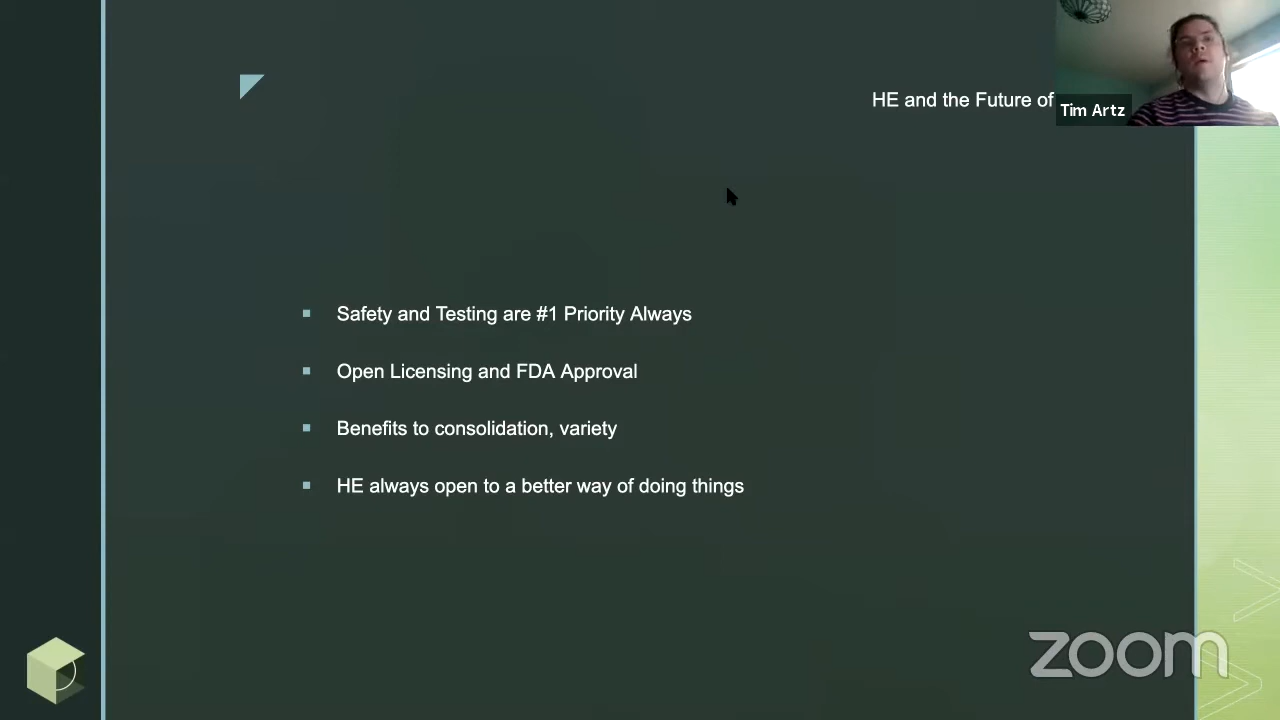 HE and the Future of
Tim Artz
Safety and Testing are #1 Priority Always
Open Licensing and FDA Approval
Benefits to consolidation, variety
HE always open to a better way of doing things
zoom